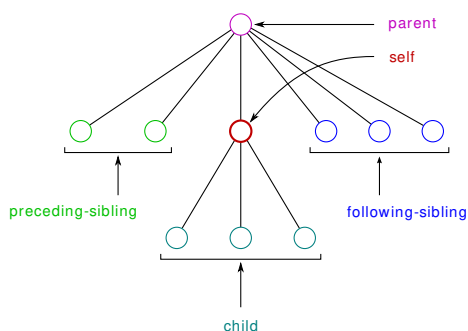 parent
self
preceding-sibling
following-sibling
child